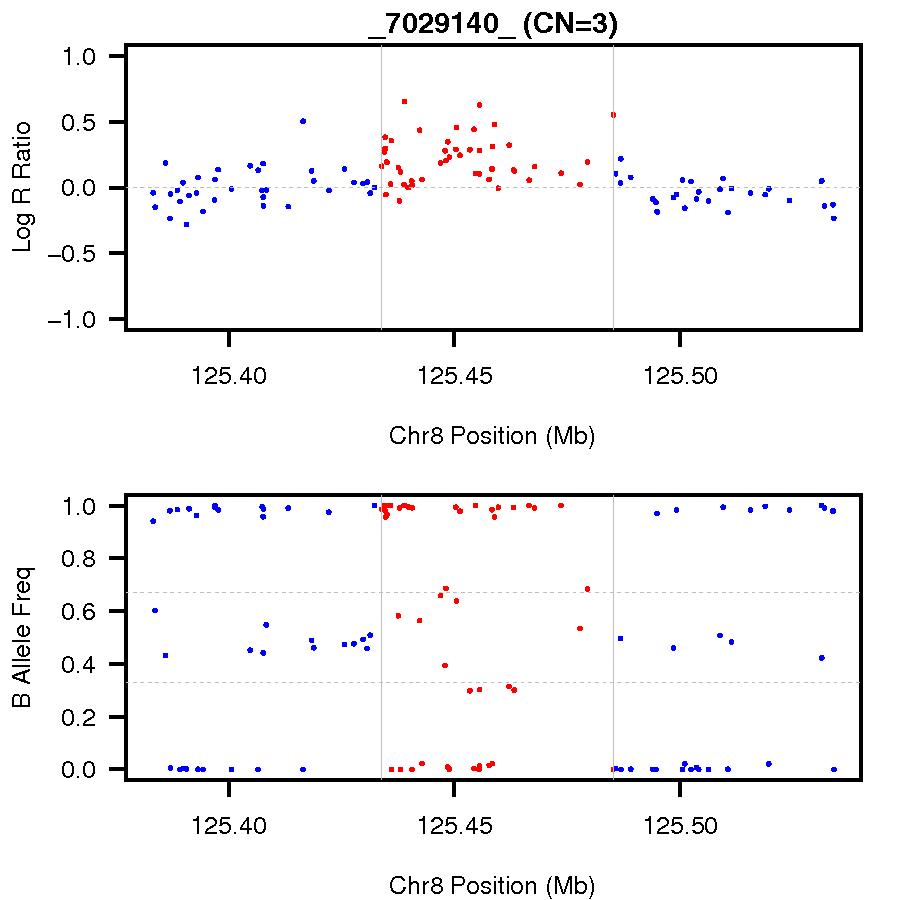 _7029140_ (CN=3)
Log R Ratio
1.0
0.5
0.0
−0.5
−1.0
125.40 125.45 125.50
Chr8 Position (Mb)
B Allele Freq
1.0
0.8
0.6
0.4
0.2
0.0
125.40 125.45 125.50
Chr8 Position (Mb)